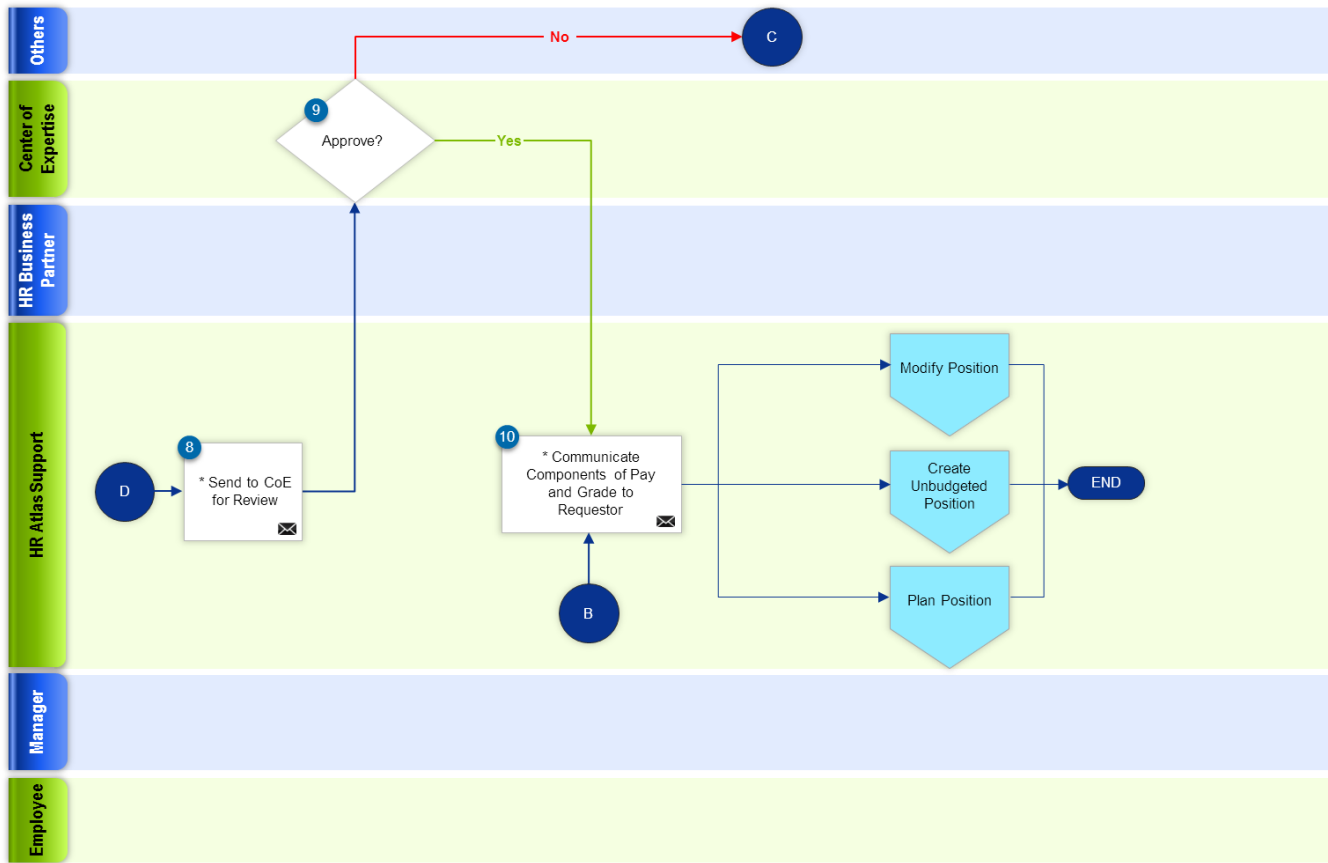 Others
No
C
Center of
Expertise
9
Approve?
Yes
HR Business
Partner
HR Atlas Support
D
8
* Send to CoE
for Review
10
* Communicate
Components of Pay
and Grade to
Requestor
B
Modify Position
Create
Unbudgeted
Position
Plan Position
END
Manager
Employee